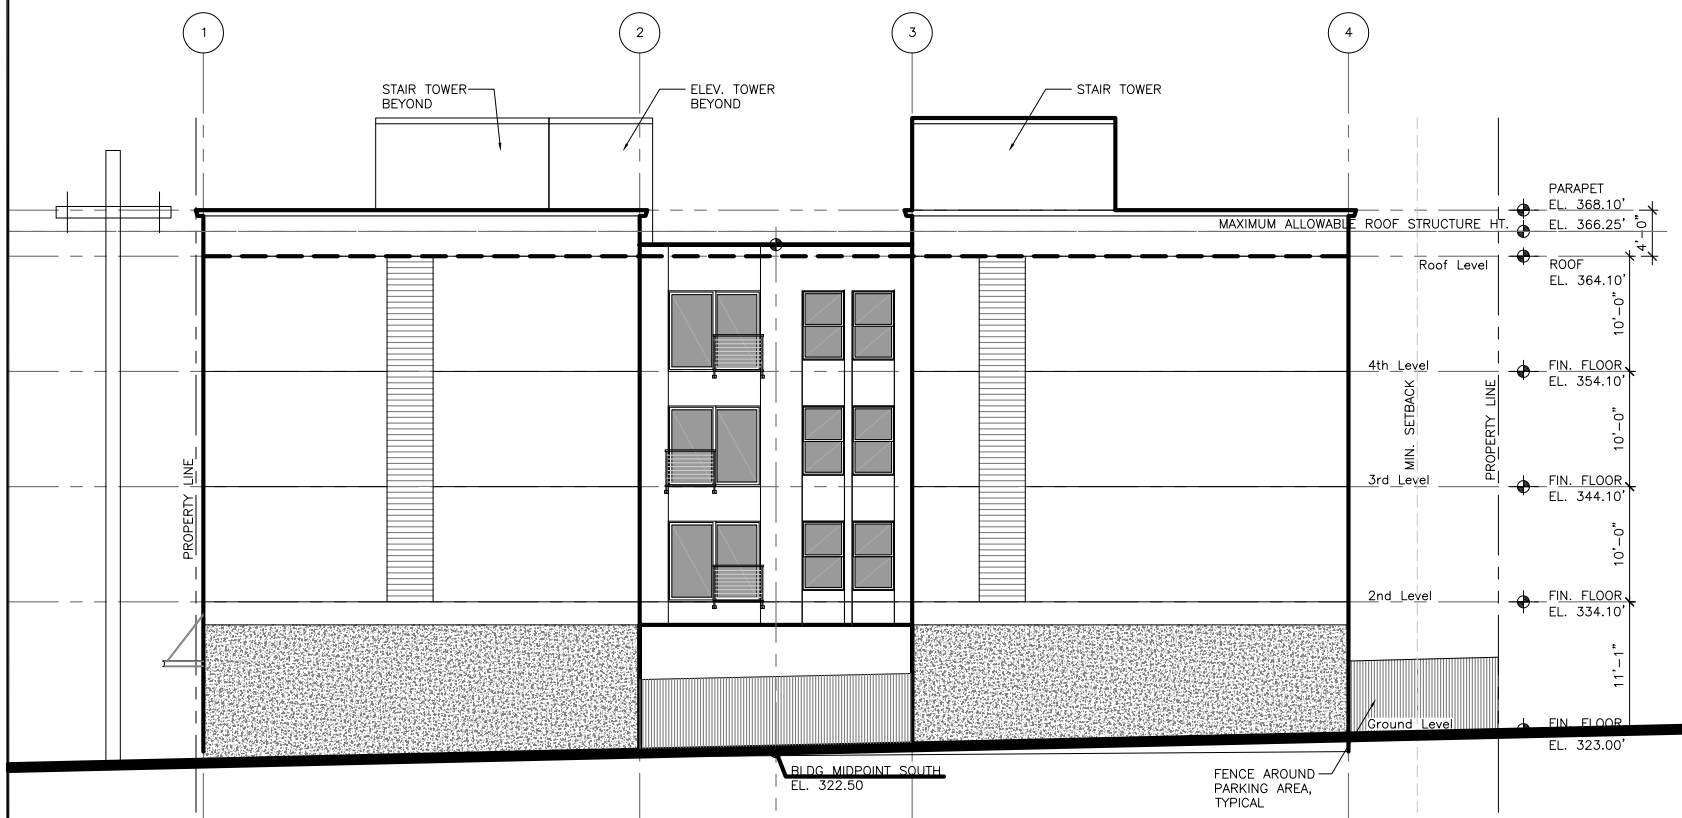 1
2
3
4
STAIR TOWER
BEYOND
ELEV. TOWER
BEYOND
STAIR TOWER
PARAPET
EL. 368.10'
MAXIMUM ALLOWABLE ROOF STRUCTURE HT.
EL. 366.25'
4'-0"
Roof Level
ROOF
EL. 364.10'
10'-0"
4th Level
FIN. FLOOR
EL. 354.10'
PROPERTY LINE
MIN. SETBACK
PROPERTY LINE
10'-0"
3rd Level
FIN. FLOOR
EL. 344.10'
10'-0"
2nd Level
FIN. FLOOR
EL. 334.10'
11'-1"
Ground Level
FIN. FLOOR
EL. 323.00'
BLDG MIDPOINT SOUTH
EL. 322.50
FENCE AROUND
PARKING AREA,
TYPICAL